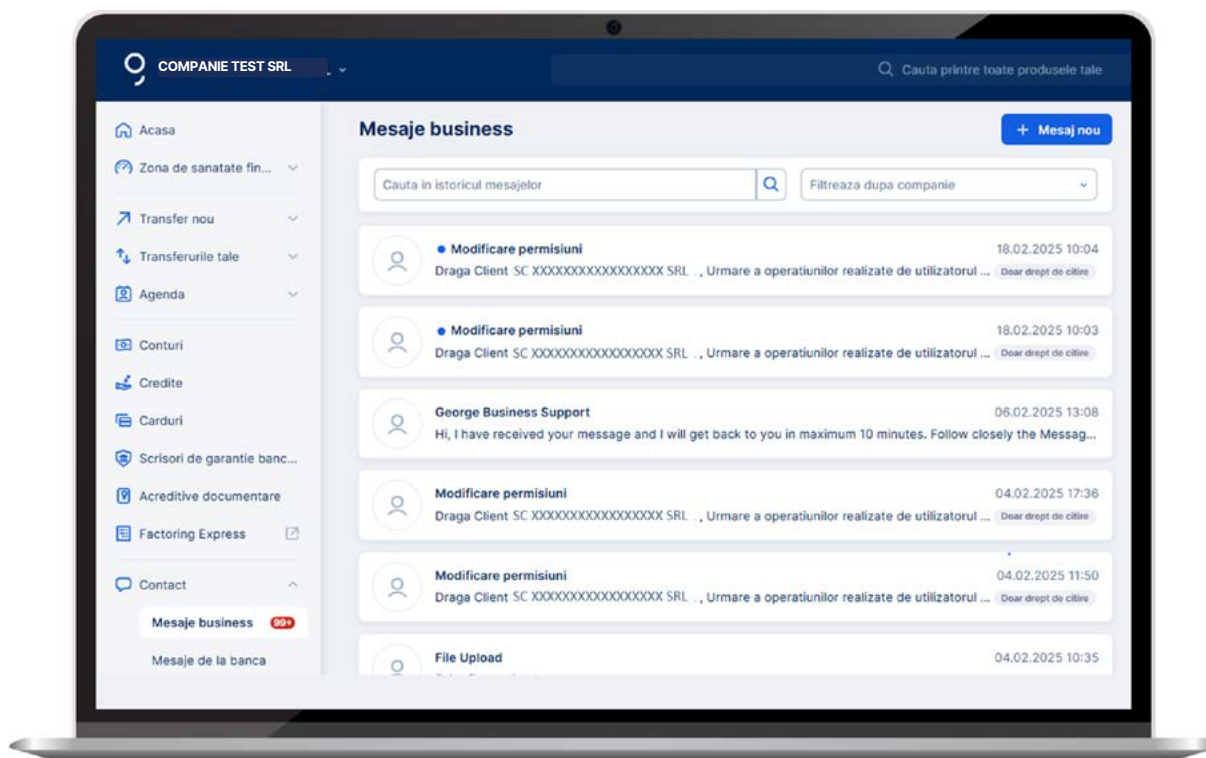 COMPANIE TEST SRL
Cauta printre toate produsele tale
Acasa
Zona de sanatate fin...
Transfer nou
Transferurile tale
Agenda
Conturi
Credite
Carduri
Scrisori de garantie banc...
Acreditive documentare
Factoring Express
Contact
Mesaje business 99+
Mesaje de la banca
Mesaje business
+ Mesaj nou
Cauta in istoricul mesajelor
Filtreaza dupa companie
Modificare permisiuni 18.02.2025 10:04
Draga Client SC XXXXXXXXXXXXXXXXX SRL , Urmare a operatiunilor realizate de utilizatorul ... Doar drept de citire
Modificare permisiuni 18.02.2025 10:03
Draga Client SC XXXXXXXXXXXXXXXXX SRL , Urmare a operatiunilor realizate de utilizatorul ... Doar drept de citire
George Business Support 06.02.2025 13:08
Hi, I have received your message and I will get back to you in maximum 10 minutes. Follow closely the Messag...
Modificare permisiuni 04.02.2025 17:36
Draga Client SC XXXXXXXXXXXXXXXXX SRL , Urmare a operatiunilor realizate de utilizatorul ... Doar drept de citire
Modificare permisiuni 04.02.2025 11:50
Draga Client SC XXXXXXXXXXXXXXXXX SRL , Urmare a operatiunilor realizate de utilizatorul ... Doar drept de citire
File Upload 04.02.2025 10:35